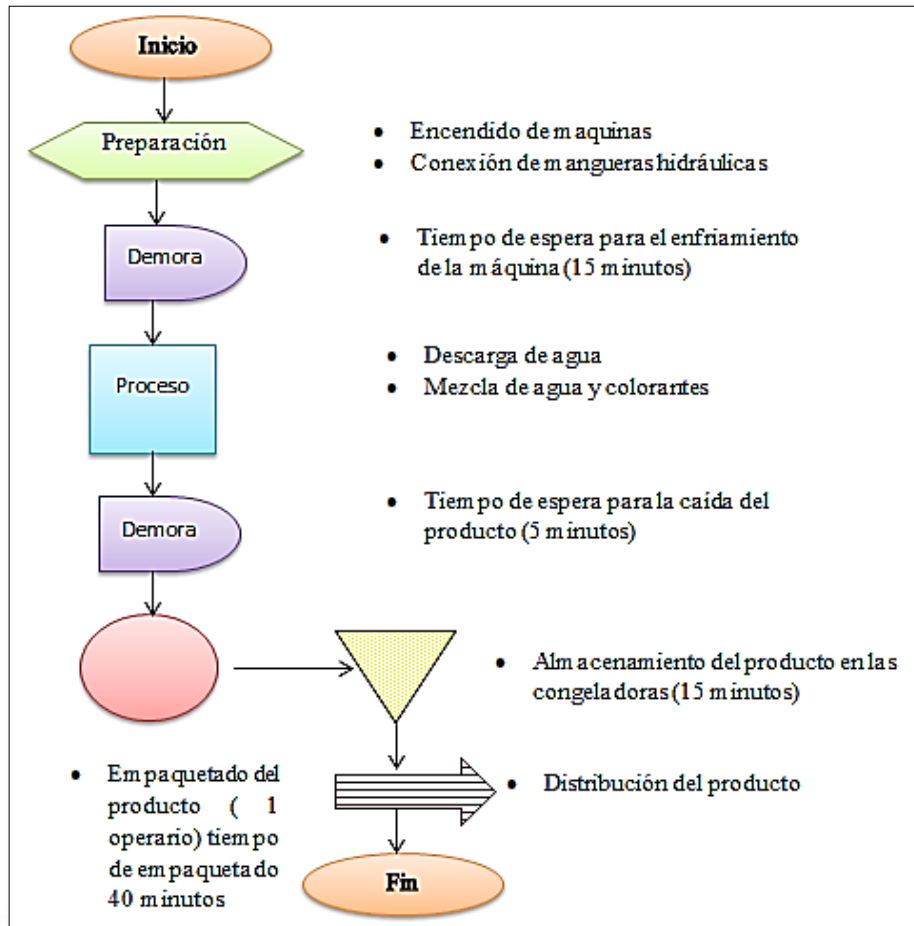 Inicio
Preparación
• Encendido de maquinas
• Conexión de mangueras hidráulicas
Demora
• Tiempo de espera para el enfriamiento
de la máquina (15 minutos)
Proceso
• Descarga de agua
• Mezcla de agua y colorantes
Demora
• Tiempo de espera para la caída del
producto (5 minutos)
• Almacenamiento del producto en las
congeladoras (15 minutos)
• Empaquetado del
producto ( 1
operario) tiempo
de empaquetado
40 minutos
• Distribución del producto
Fin